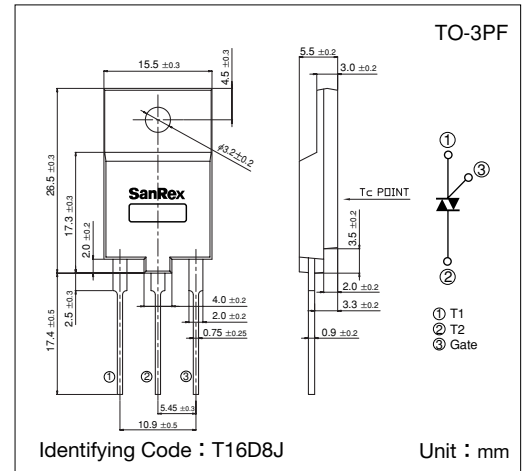 TO-3PF
15.5 ±0.3
4.5 ±0.3
5.5 ±0.2
3.0 ±0.2
φ3.2±0.2
26.5 ±0.3
17.3 ±0.3
2.0 ±0.2
SanRex
Tc POINT
3.5 ±0.2
①
③
②
17.4 ±0.5
2.5 ±0.3
4.0 ±0.2
2.0 ±0.2
0.75 ±0.25
2.0 ±0.2
3.3 ±0.2
0.9 ±0.2
① T1
② T2
③ Gate
① ② ③
5.45 ±0.3
10.9 ±0.5
Identifying Code：T16D8J
Unit：mm